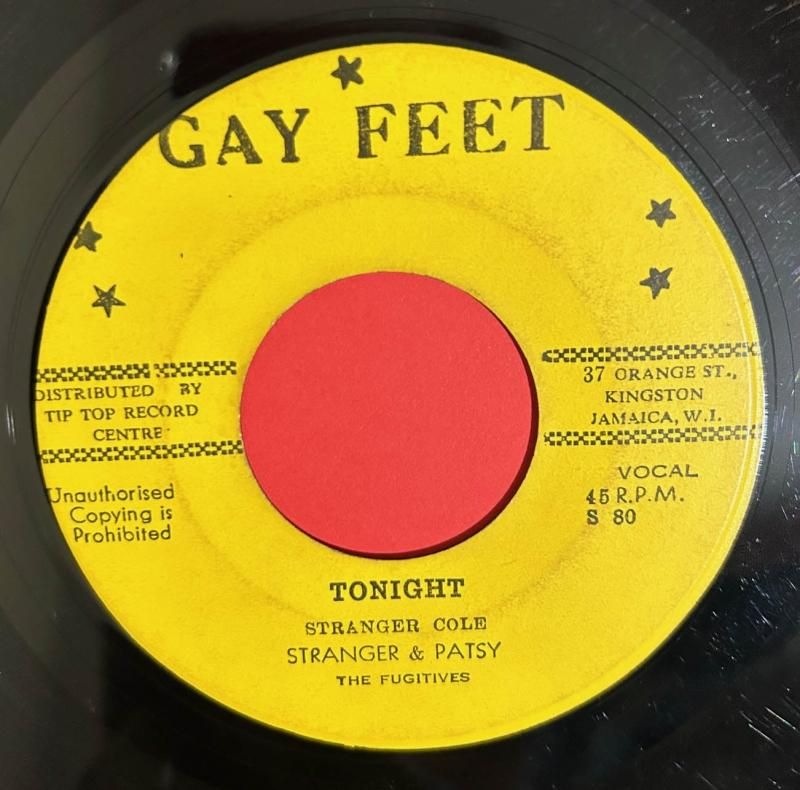 GAY FEET
DISTRIBUTED BY
TIP TOP RECORD
CENTRE
37 ORANGE ST.,
KINGSTON
JAMAICA, W.I.
Unauthorised
Copying is
Prohibited
VOCAL
45 R.P.M.
S 80
TONIGHT
STRANGER COLE
STRANGER & PATSY
THE FUGITIVES